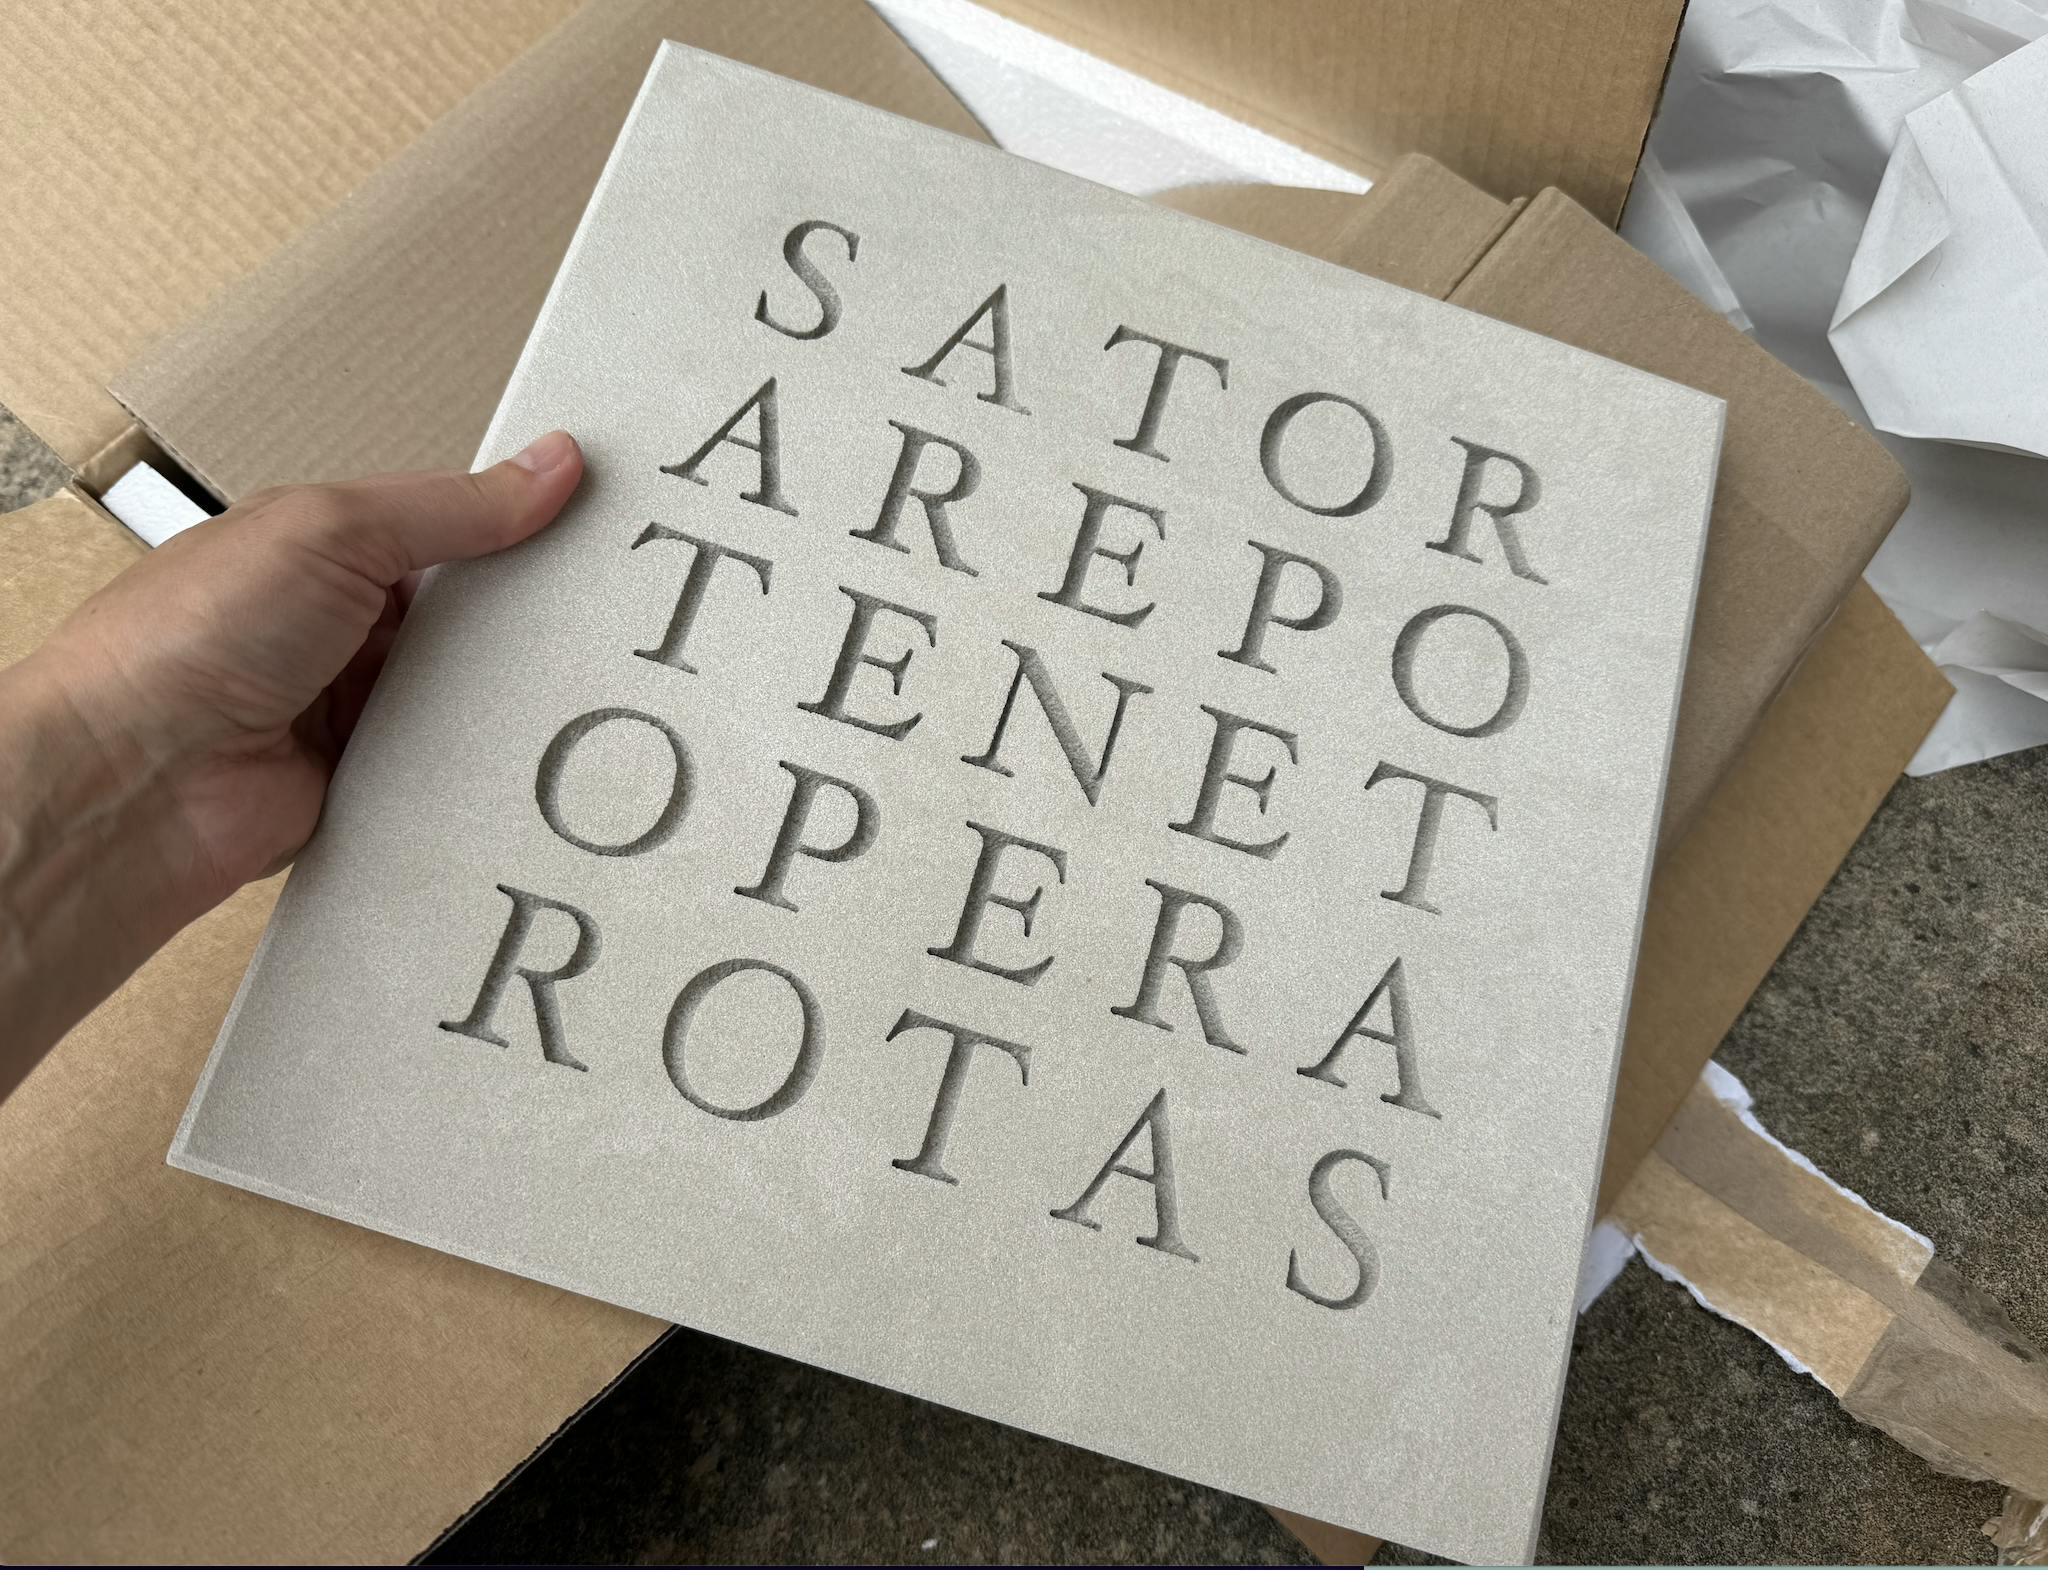 SATOR
AREPO
TENET
OPERA
ROTAS